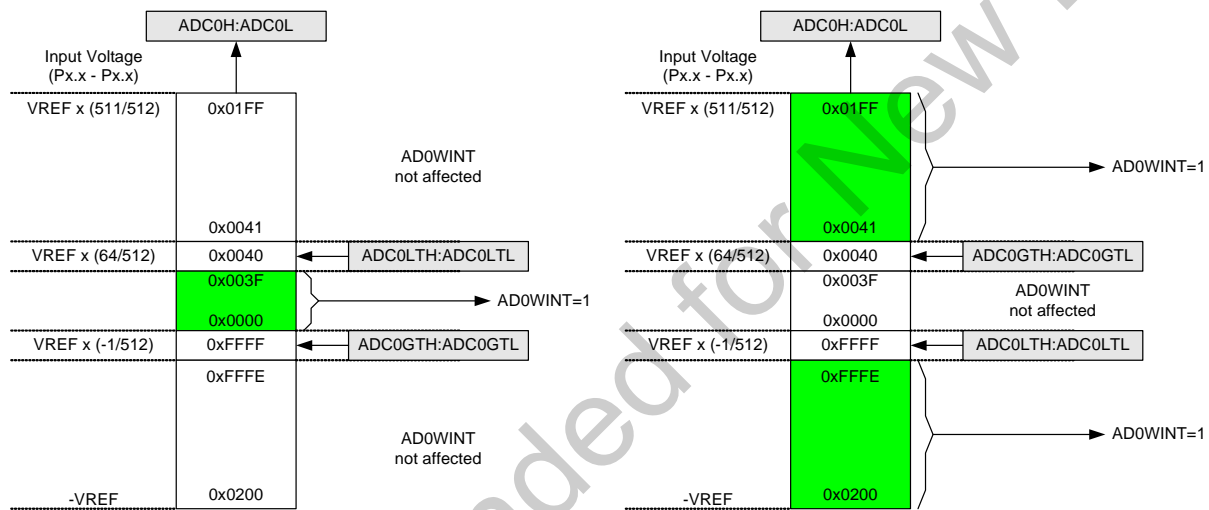 ADC0H:ADC0L
Input Voltage
(Px.x - Px.x)
VREF x (511/512)
0x01FF
AD0WINT
not affected
0x0041
VREF x (64/512)
0x0040
ADC0LTH:ADC0LTL
0x003F
AD0WINT=1
0x0000
VREF x (-1/512)
0xFFFF
ADC0GTH:ADC0GTL
0xFFFE
AD0WINT
not affected
-VREF
0x0200
ADC0H:ADC0L
Input Voltage
(Px.x - Px.x)
VREF x (511/512)
0x01FF
AD0WINT=1
0x0041
VREF x (64/512)
0x0040
ADC0GTH:ADC0GTL
0x003F
AD0WINT
not affected
0x0000
VREF x (-1/512)
0xFFFF
ADC0LTH:ADC0LTL
0xFFFE
AD0WINT=1
-VREF
0x0200
ded for New